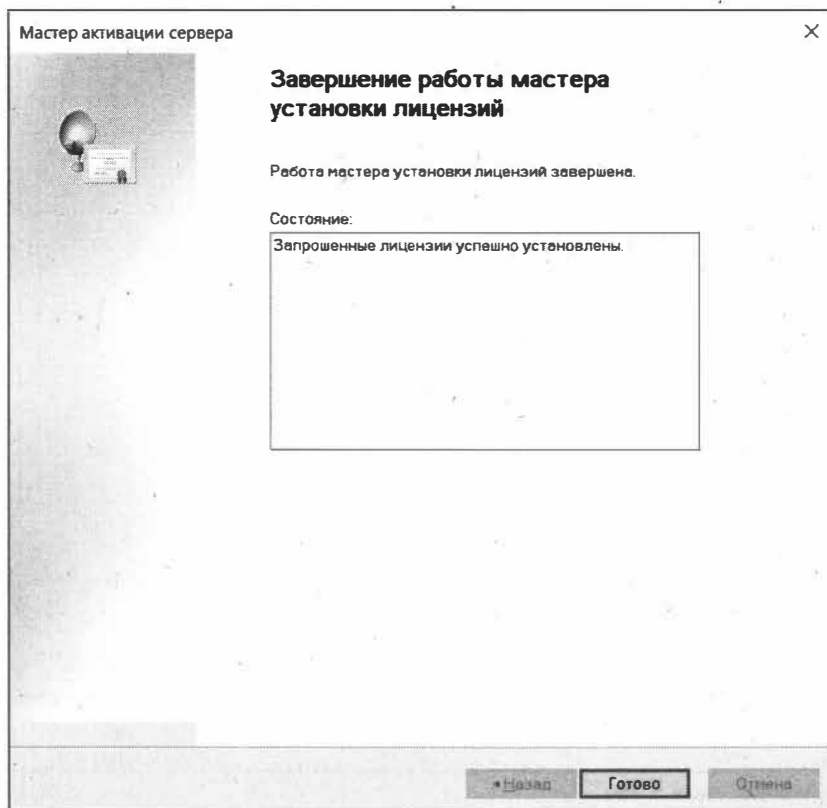 Мастер активации сервера
Завершение работы мастера
установки лицензий
Работа мастера установки лицензий завершена.
Состояние:
Запрошенные лицензии успешно установлены.
Назад
Готово
Отмена